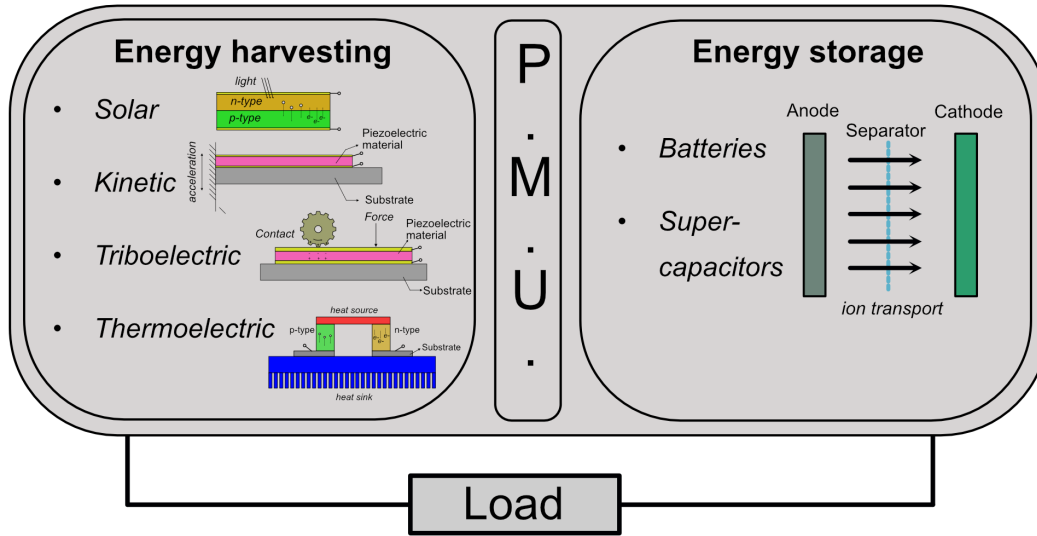 Energy harvesting
• Solar
light
n-type
p-type
e-
e-
e-
• Kinetic
acceleration
Piezoelectric
material
Substrate
• Triboelectric
Contact
Force
Piezoelectric
material
Substrate
• Thermoelectric
heat source
p-type
n-type
e-
e-
e-
Substrate
heat sink
P
.
M
.
U
.
Energy storage
• Batteries
• Super-
capacitors
Anode
Separator
Cathode
ion transport
Load